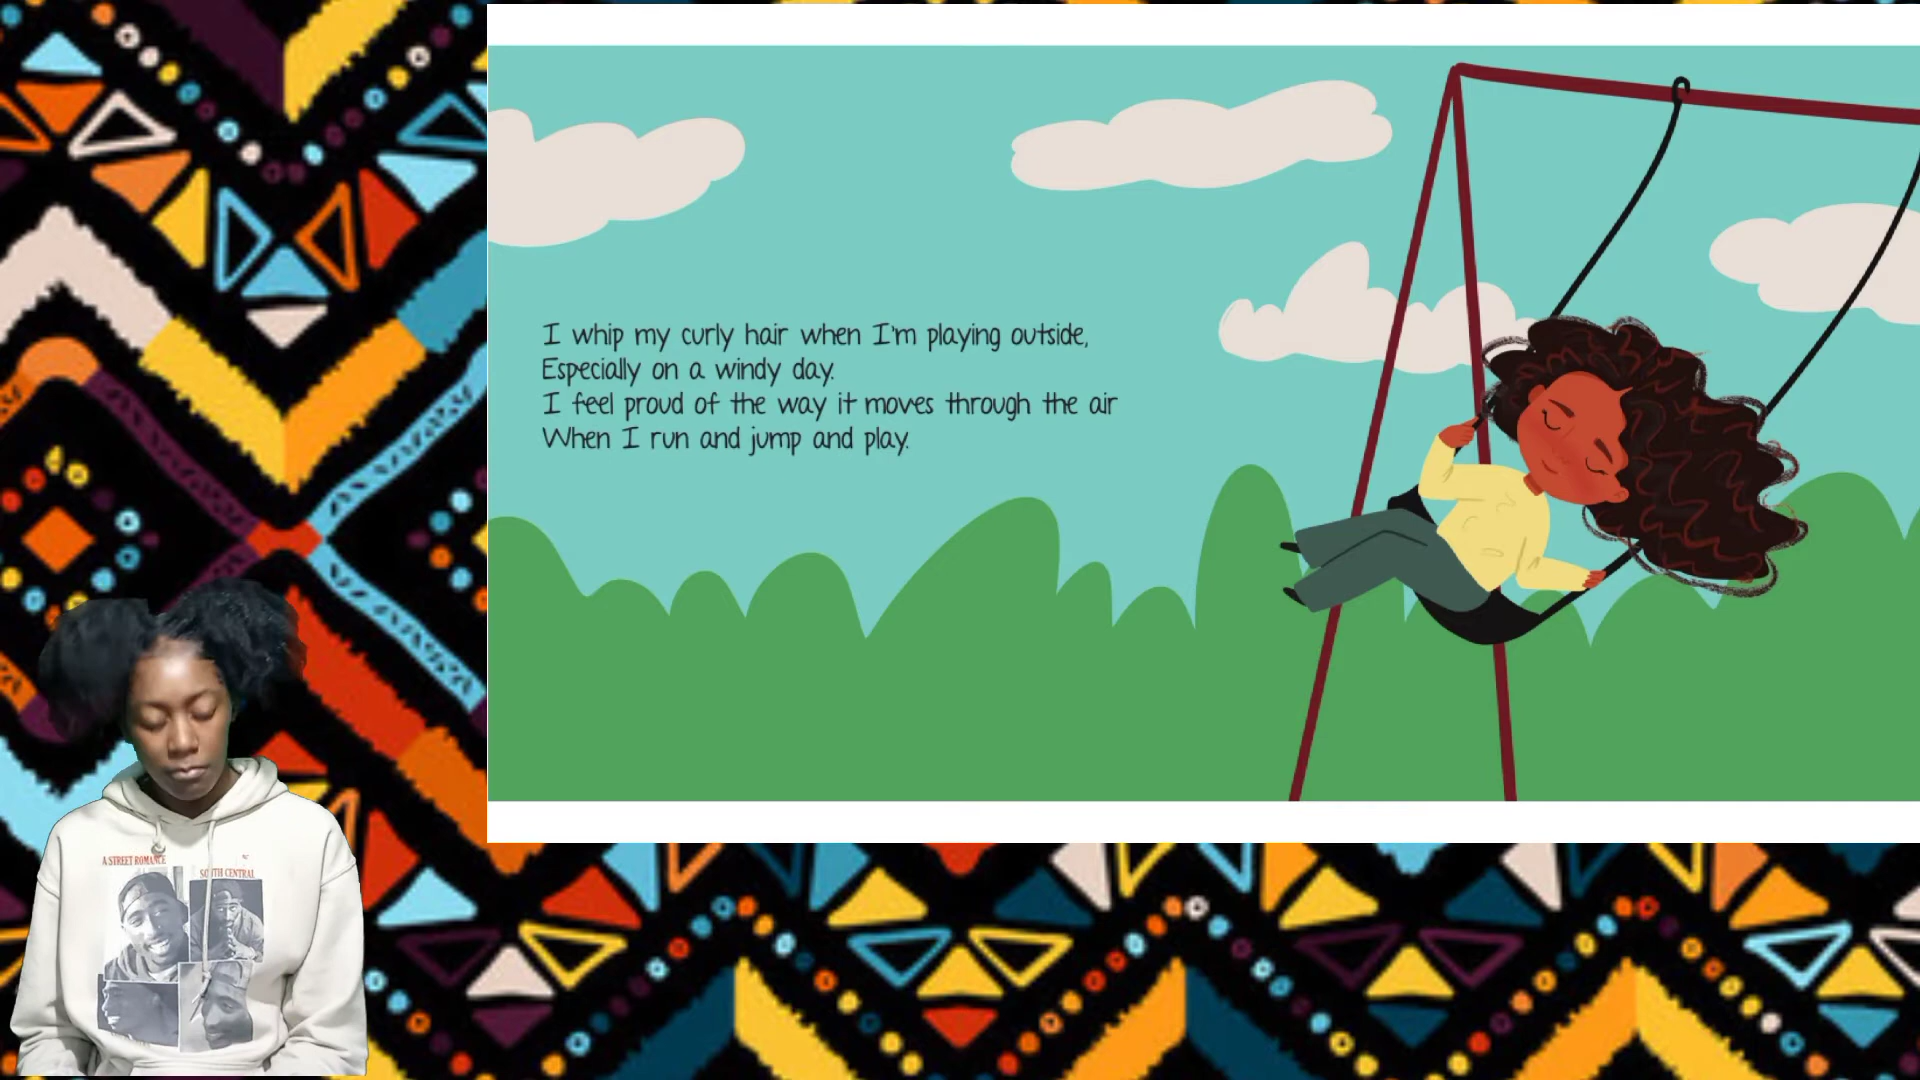 I whip my curly hair when I'm playing outside,
Especially on a windy day.
I feel proud of the way it moves through the air
When I run and jump and play.
A STREET ROMANCE
SOUTH CENTRAL